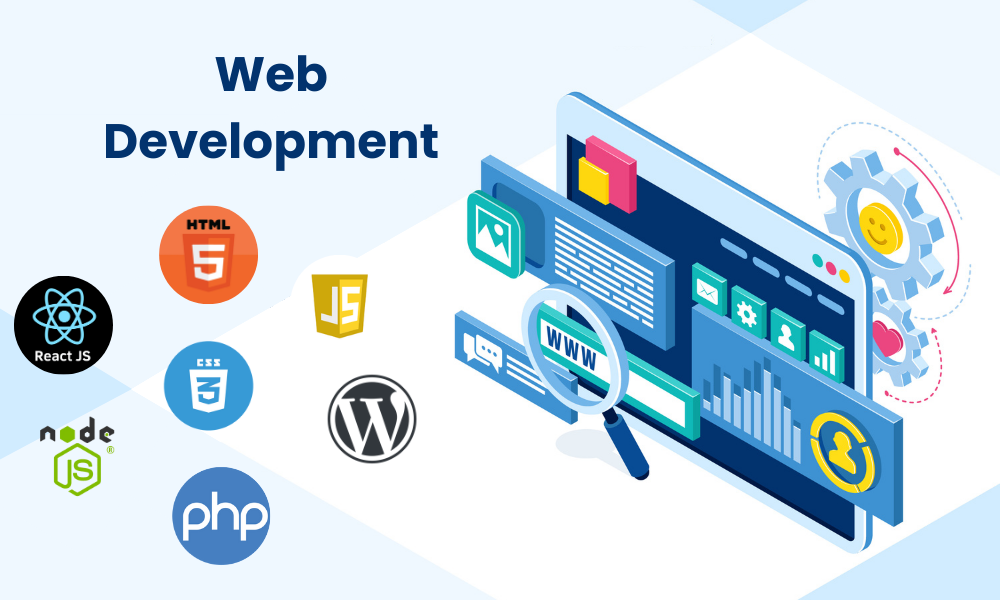 Web
Development
HTML
5
JS
React JS
CSS
3
W
node
JS
®
php
WWW